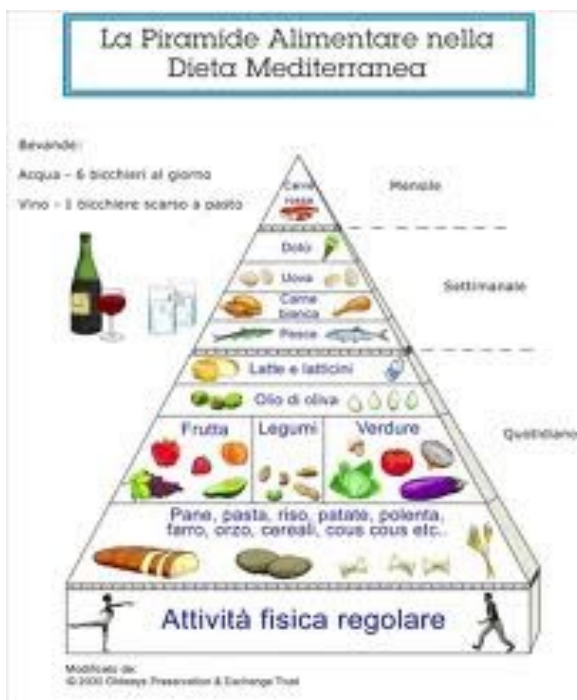 La Piramide Alimentare nella
Dieta Mediterranea
Bevande:
Acqua - 6 bicchieri al giorno
Vino - 1 bicchiere scarso a pasto
Carne
rossa
Mensile
Dolci
Uova
Carne
bianca
Pesce
Settimanale
Latte e latticini
Olio di oliva
Frutta
Legumi
Verdure
Quotidiano
Pane, pasta, riso, patate, polenta,
farro, orzo, cereali, cous cous etc..
Attività fisica regolare
Modificato da:
© 2000 Oldways Preservation & Exchange Trust